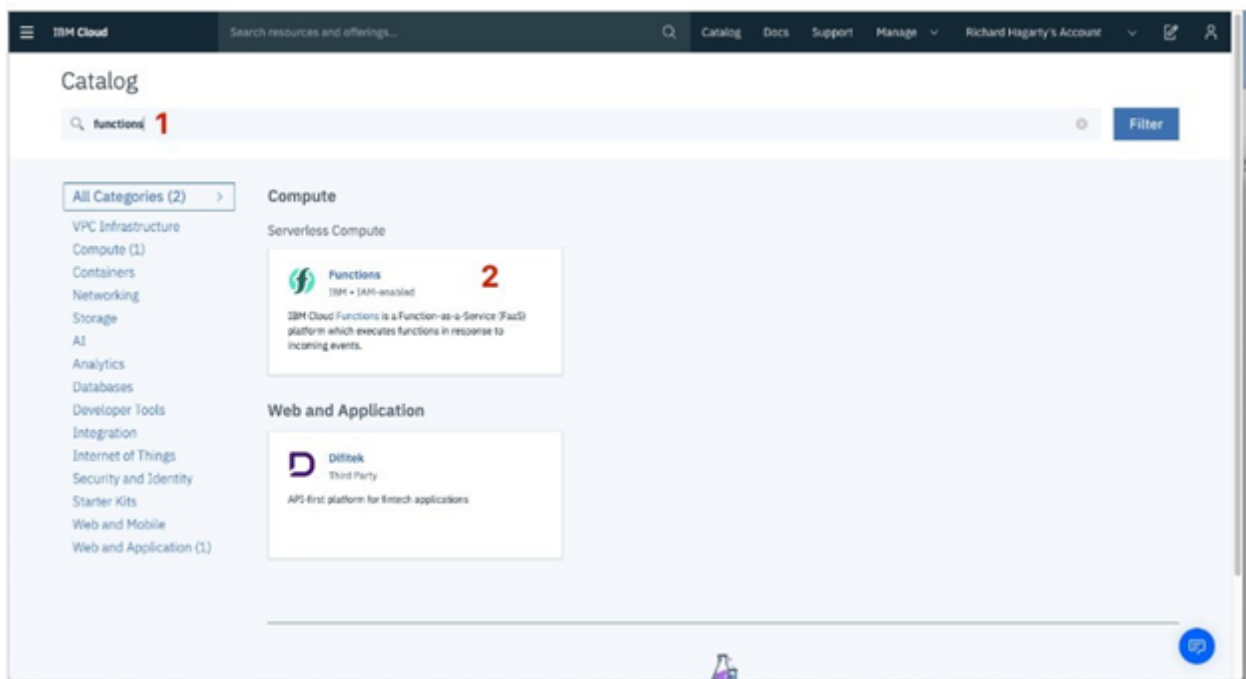 IBM Cloud
Search resources and offerings...
Catalog
Docs
Support
Manage
Richard Hagarty's Account
Catalog
functions 1
Filter
All Categories (2)
VPC Infrastructure
Compute (1)
Containers
Networking
Storage
AI
Analytics
Databases
Developer Tools
Integration
Internet of Things
Security and Identity
Starter Kits
Web and Mobile
Web and Application (1)
Compute
Serverless Compute
Functions
2
IBM • IAM-enabled
IBM Cloud Functions is a Function-as-a-Service (FaaS)
platform which executes functions in response to
incoming events.
Web and Application
Difitek
Third Party
API-first platform for fintech applications